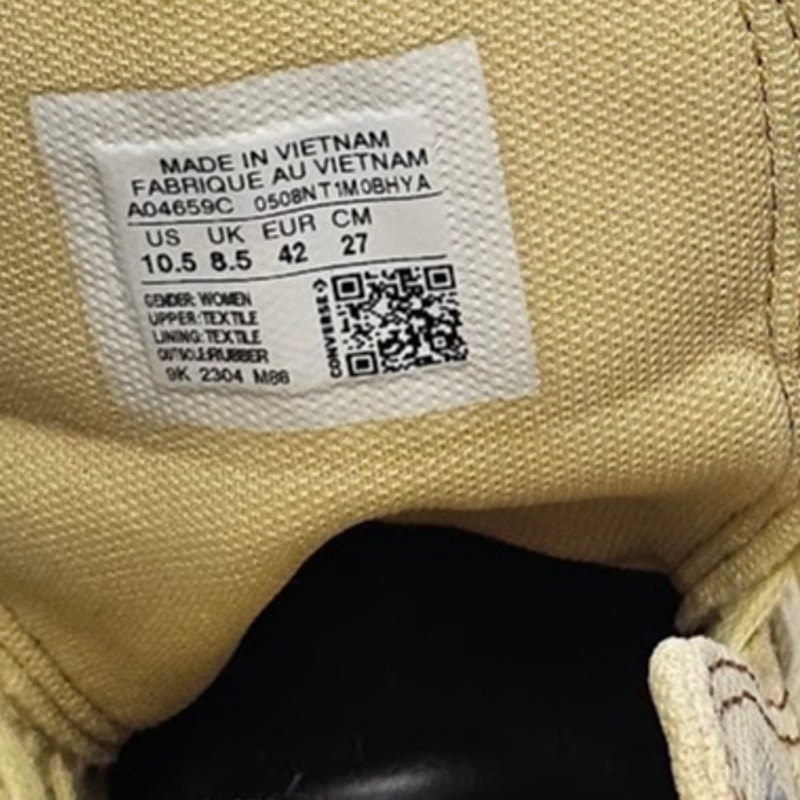 MADE IN VIETNAM
FABRIQUE AU VIETNAM
A04659C 0508NT1M0BHYA
US UK EUR CM
10.5 8.5 42 27
GENDER: WOMEN
UPPER: TEXTILE
LINING: TEXTILE
OUTSOLE: RUBBER
9K 2304 M88
CONVERSE